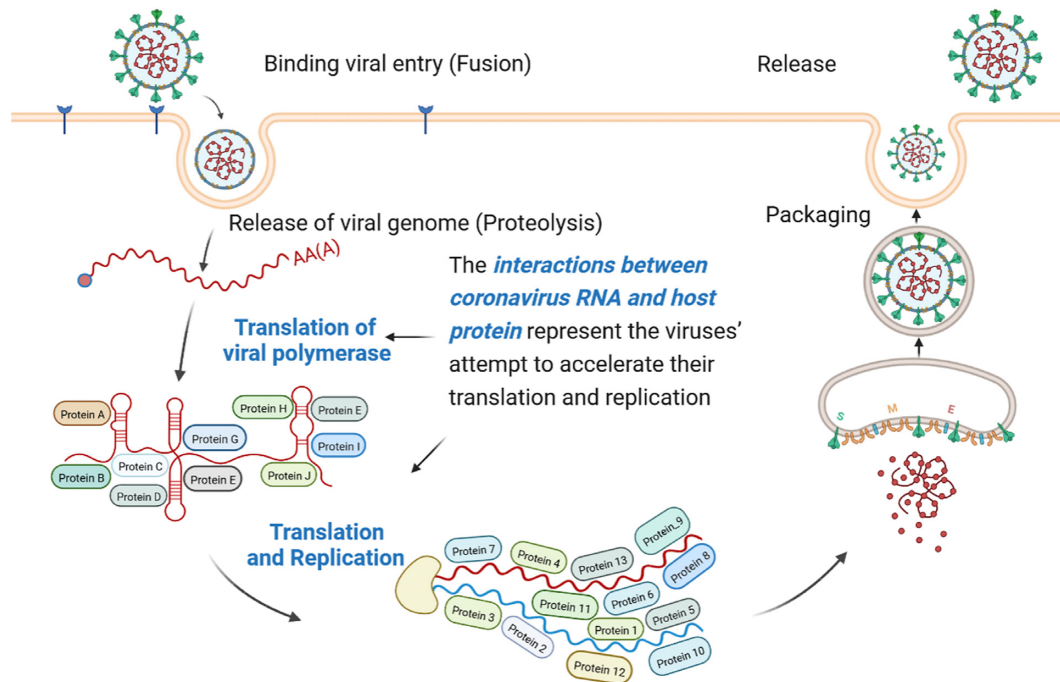 Binding viral entry (Fusion)
Release
Release of viral genome (Proteolysis)
AA(A)
Packaging
The interactions between
coronavirus RNA and host
protein represent the viruses'
attempt to accelerate their
translation and replication
Translation of
viral polymerase
Protein A
Protein B
Protein C
Protein D
Protein G
Protein E
Protein H
Protein E
Protein I
Protein J
S
M
E
Translation
and Replication
Protein 7
Protein 4
Protein 13
Protein_9
Protein 8
Protein 3
Protein 2
Protein 11
Protein 6
Protein 1
Protein 5
Protein 12
Protein 10